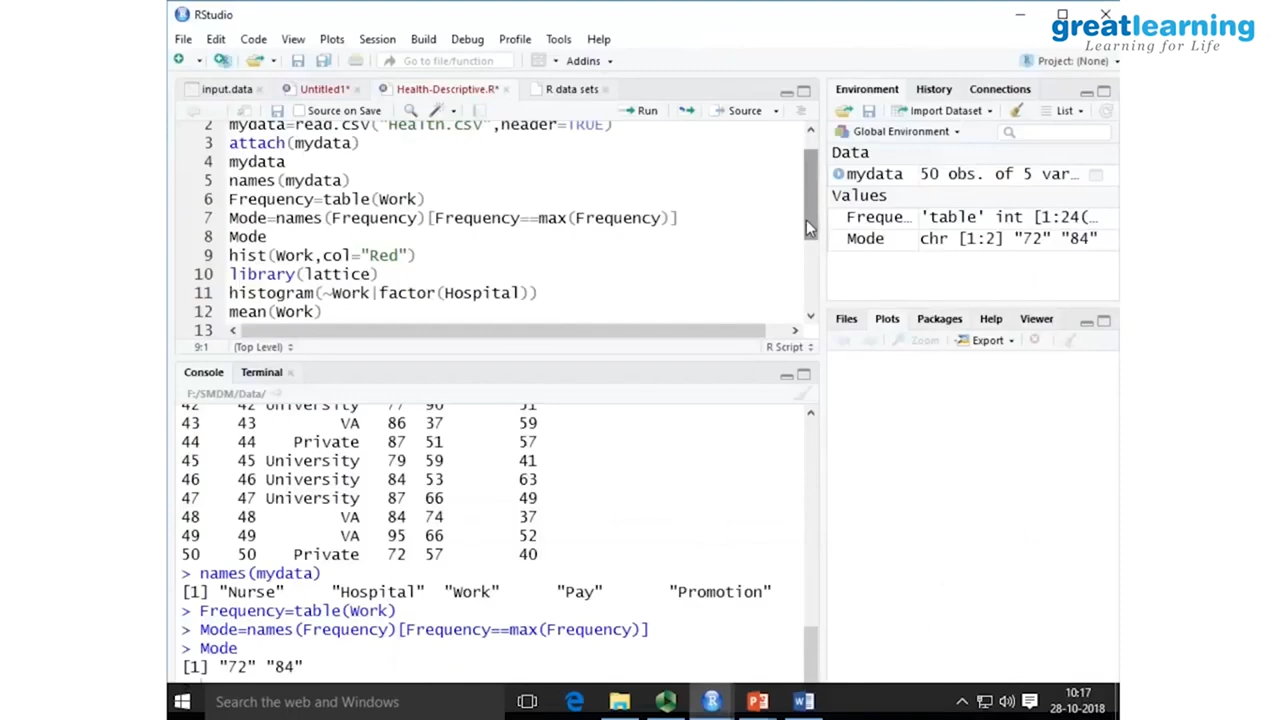 RStudio
greatlearning
Learning for Life
File Edit Code View Plots Session Build Debug Profile Tools Help
Go to file/function Addins Project: (None)
input.data Untitled1* Health-Descriptive.R* R data sets
Source on Save Run Source
2 mydata=read.csv("Health.csv",header=TRUE)
3 attach(mydata)
4 mydata
5 names(mydata)
6 Frequency=table(Work)
7 Mode=names(Frequency)[Frequency==max(Frequency)]
8 Mode
9 hist(Work,col="Red")
10 library(lattice)
11 histogram(~Work|factor(Hospital))
12 mean(Work)
13
9:1 (Top Level) R Script
Environment History Connections
Import Dataset List
Global Environment
Data
mydata 50 obs. of 5 var…
Values
Freque… 'table' int [1:24(…
Mode chr [1:2] "72" "84"
Files Plots Packages Help Viewer
Zoom Export
Console Terminal
F:/SMDM/Data/
42 42 University 77 90 51
43 43 VA 86 37 59
44 44 Private 87 51 57
45 45 University 79 59 41
46 46 University 84 53 63
47 47 University 87 66 49
48 48 VA 84 74 37
49 49 VA 95 66 52
50 50 Private 72 57 40
> names(mydata)
[1] "Nurse" "Hospital" "Work" "Pay" "Promotion"
> Frequency=table(Work)
> Mode=names(Frequency)[Frequency==max(Frequency)]
> Mode
[1] "72" "84"
Search the web and Windows
10:17
28-10-2018